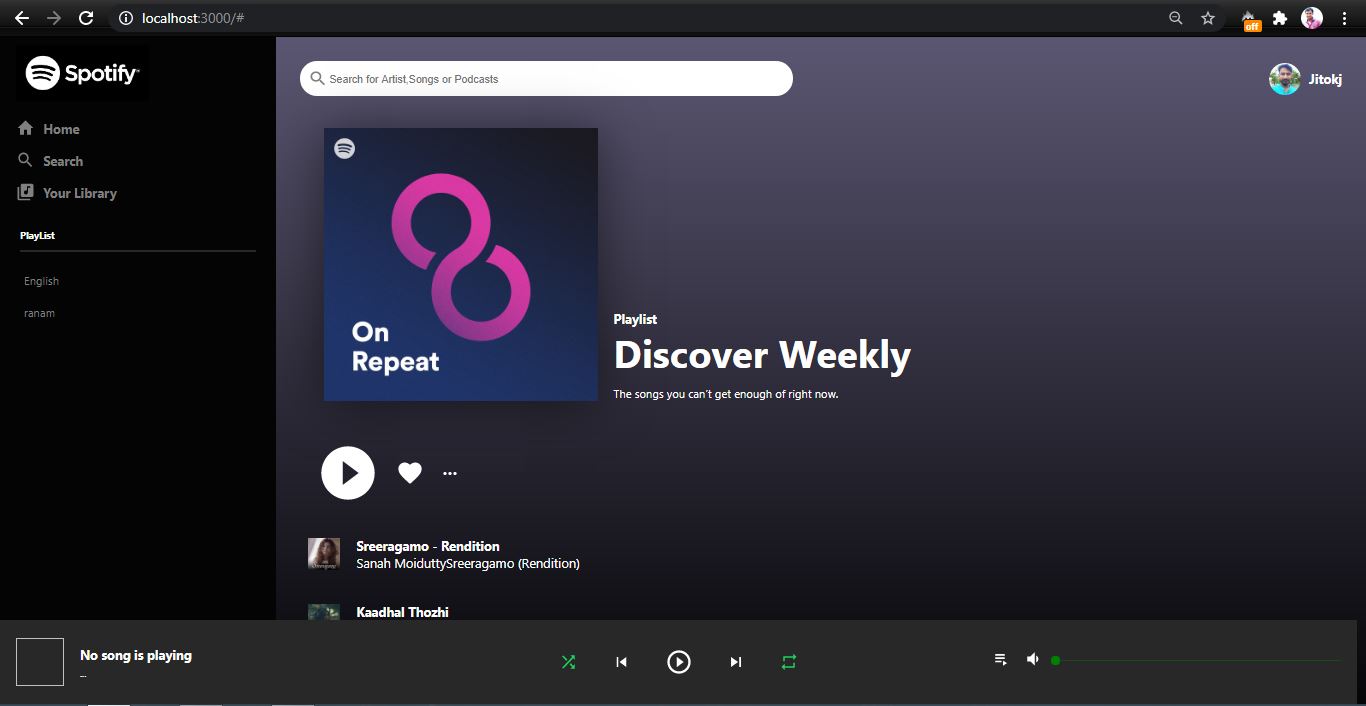 localhost:3000/#
off
Spotify
Home
Search
Your Library
PlayList
English
ranam
Search for Artist,Songs or Podcasts
Jitokj
On
Repeat
Playlist
Discover Weekly
The songs you can't get enough of right now.
Sreeragamo - Rendition
Sanah MoiduttySreeragamo (Rendition)
Kaadhal Thozhi
No song is playing
...